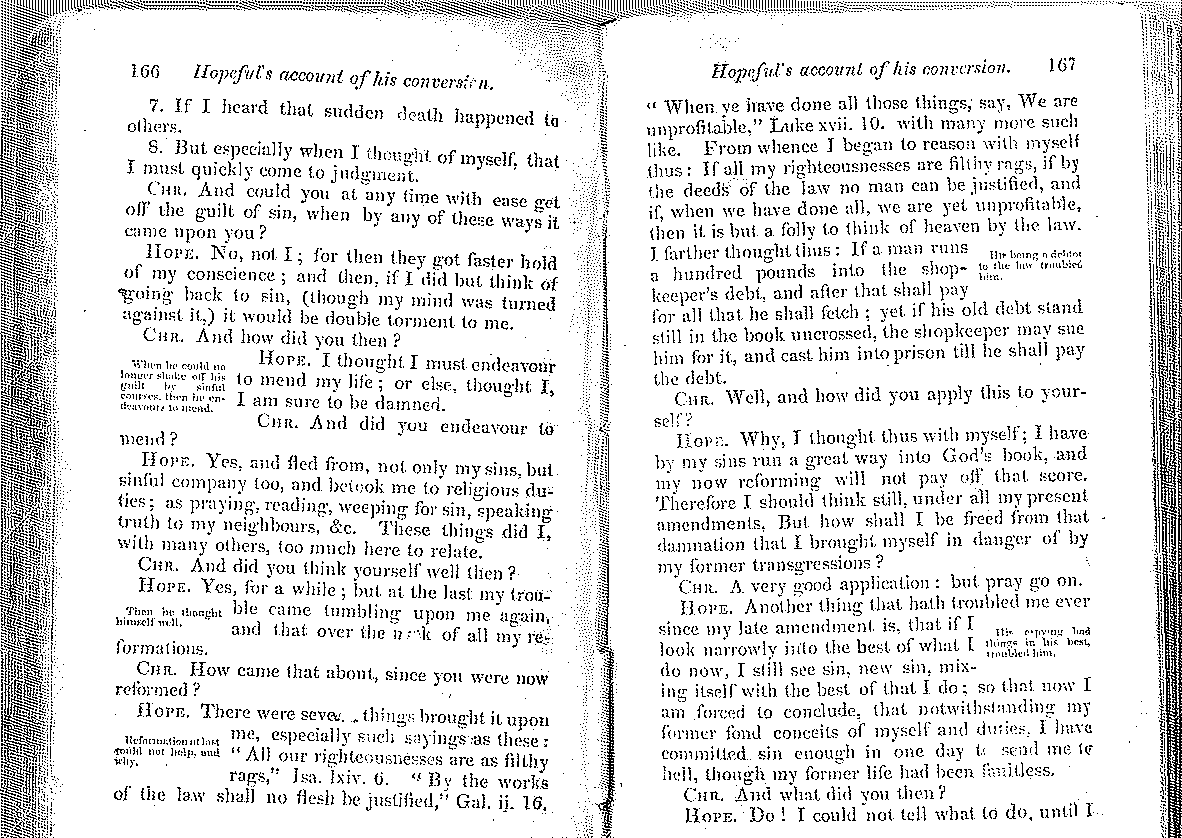 166 Hopeful's account of his conversion.
7. If I heard that sudden death happened to
others.
8. But especially when I thought of myself, that
I must quickly come to judgment.
CHR. And could you at any time with ease get
off the guilt of sin, when by any of these ways it
came upon you?
HOPE. No, not I; for then they got faster hold
of my conscience; and then, if I did but think of
going back to sin, (though my mind was turned
against it,) it would be double torment to me.
CHR. And how did you then?
When he could no
longer shake off his
guilt by sinful
courses, then he en-
deavours to mend.
HOPE. I thought I must endeavour
to mend my life; or else, thought I,
I am sure to be damned.
CHR. And did you endeavour to
mend?
HOPE. Yes, and fled from, not only my sins, but
sinful company too, and betook me to religious du-
ties; as praying, reading, weeping for sin, speaking
truth to my neighbours, &c. These things did I,
with many others, too much here to relate.
CHR. And did you think yourself well then?
HOPE. Yes, for a while; but at the last my trou-
Then he thought
himself well.
ble came tumbling upon me again,
and that over the neck of all my re-
formations.
CHR. How came that about, since you were now
reformed?
HOPE. There were things brought it upon
Reformation at last
could not help, and
why.
me, especially such sayings as these:
"All our righteousnesses are as filthy
rags," Isa. lxiv. 6. "By the works
of the law shall no flesh be justified," Gal. ii. 16.
Hopeful's account of his conversion. 167
"When ye have done all those things, say, We are
unprofitable," Luke xvii. 10. with many more such
like. From whence I began to reason with myself
thus: If all my righteousnesses are filthy rags, if by
the deeds of the law no man can be justified, and
if, when we have done all, we are yet unprofitable,
then it is but a folly to think of heaven by the law.
I farther thought thus: If a man runs
a hundred pounds into the shop-
keeper's debt, and after that shall pay
His being a debtor
to the law troubled
him.
for all that he shall fetch; yet if his old debt stand
still in the book uncrossed, the shopkeeper may sue
him for it, and cast him into prison till he shall pay
the debt.
CHR. Well, and how did you apply this to your-
self?
HOPE. Why, I thought thus with myself; I have
by my sins run a great way into God's book, and
my now reforming will not pay off that score.
Therefore I should think still, under all my present
amendments, But how shall I be freed from that
damnation that I brought myself in danger of by
my former transgressions?
CHR. A very good application: but pray go on.
HOPE. Another thing that hath troubled me ever
since my late amendment is, that if I
look narrowly into the best of what I
do now, I still see sin, new sin, mix-
His bad
things in his best,
troubled him.
ing itself with the best of that I do; so that now I
am forced to conclude, that notwithstanding my
former fond conceits of myself and duties, I have
committed sin enough in one day to send me to
hell, though my former life had been faultless.
CHR. And what did you then?
HOPE. Do! I could not tell what to do, until I